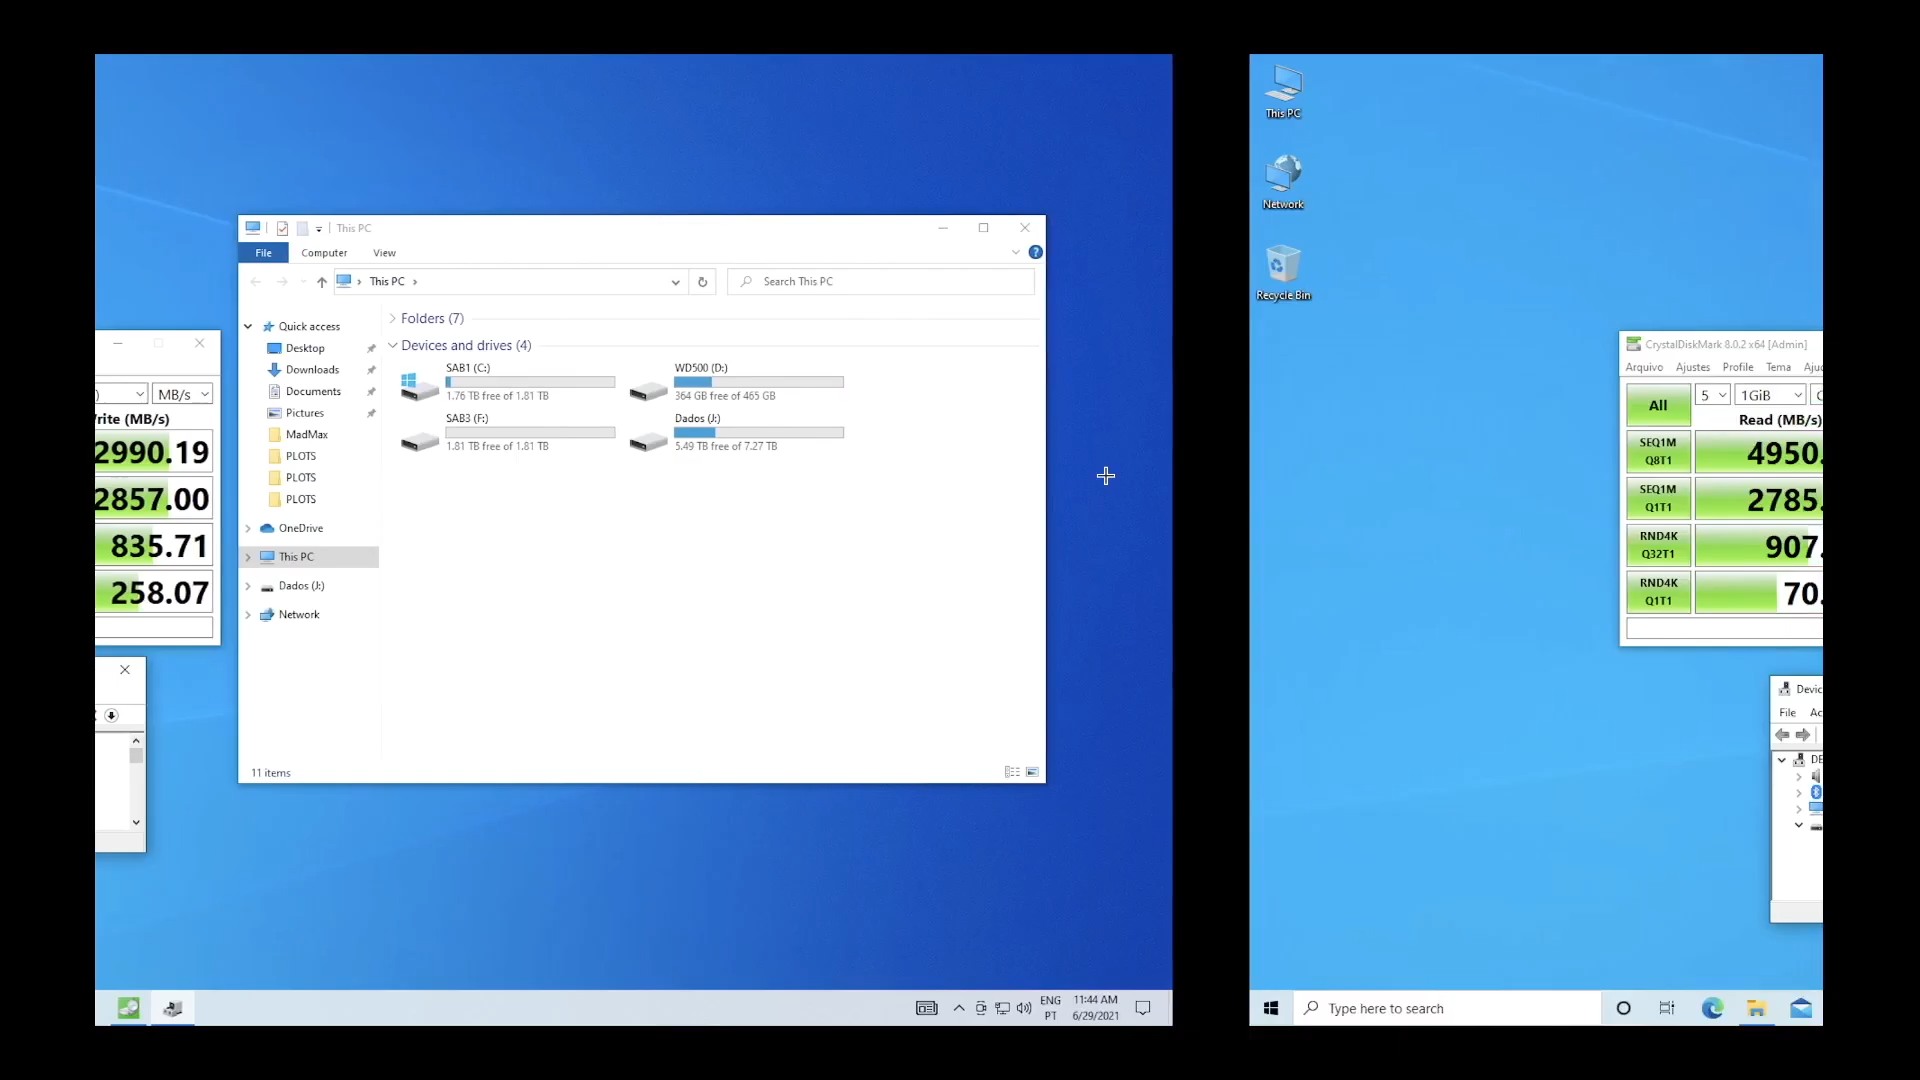 This PC
File Computer View
This PC
Search This PC
Quick access
Desktop
Downloads
Documents
Pictures
MadMax
PLOTS
PLOTS
PLOTS
OneDrive
This PC
Dados (J:)
Network
Folders (7)
Devices and drives (4)
SAB1 (C:)
1.76 TB free of 1.81 TB
WD500 (D:)
364 GB free of 465 GB
SAB3 (F:)
1.81 TB free of 1.81 TB
Dados (J:)
5.49 TB free of 7.27 TB
11 items
MB/s
rite (MB/s)
2990.19
2857.00
835.71
258.07
ENG
PT
11:44 AM
6/29/2021
This PC
Network
Recycle Bin
CrystalDiskMark 8.0.2 x64 [Admin]
Arquivo Ajustes Profile Tema Aju
All
5
1GiB
Read (MB/s)
SEQ1M
Q8T1
4950.
SEQ1M
Q1T1
2785.
RND4K
Q32T1
907.
RND4K
Q1T1
70.
Devic
File Ac
DE
Type here to search